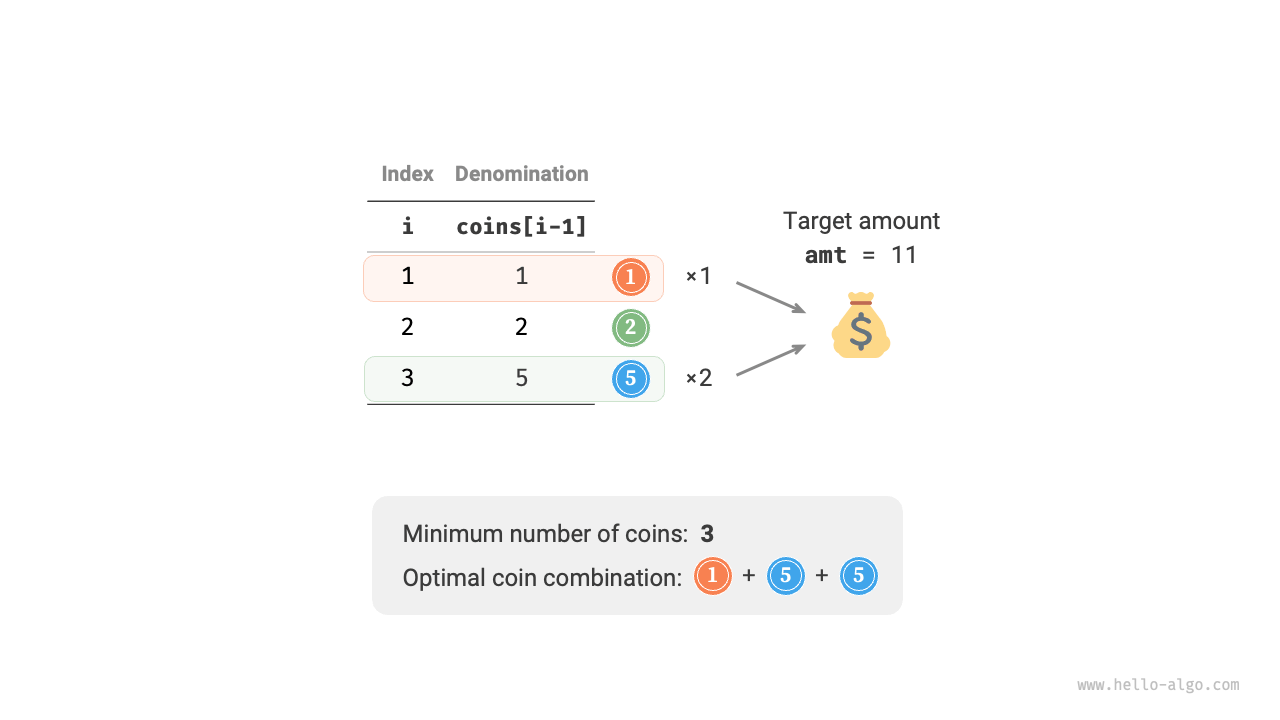 Index Denomination
i coins[i-1]
1 1 1 ×1
2 2 2
3 5 5 ×2
Target amount
amt = 11
$
Minimum number of coins: 3
Optimal coin combination: 1 + 5 + 5
www.hello-algo.com